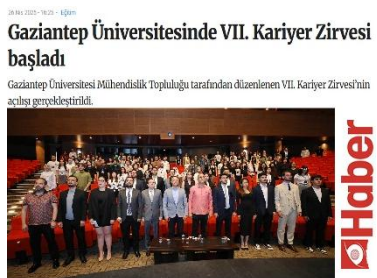 26 Nis 2025 - 16:23 - Eğitim
Gaziantep Üniversitesinde VII. Kariyer Zirvesi
başladı
Gaziantep Üniversitesi Mühendislik Topluluğu tarafından düzenlenen VII. Kariyer Zirvesi'nin
açılışı gerçekleştirildi.
Haber